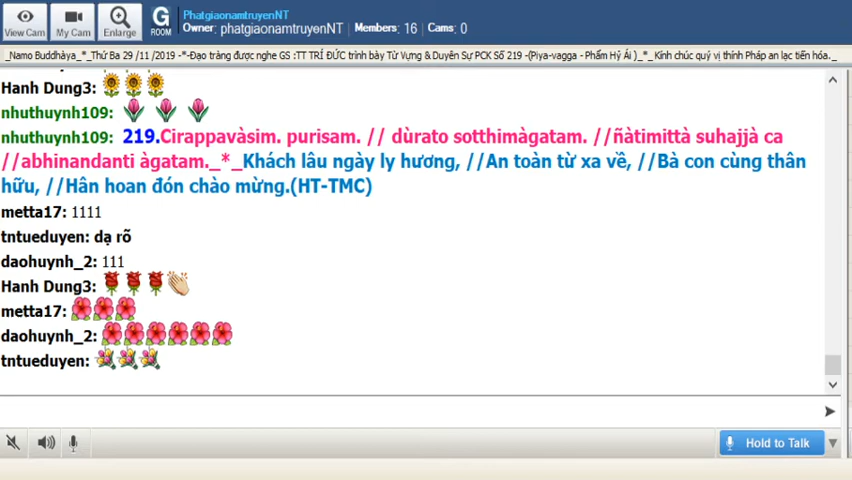 View Cam
My Cam
Enlarge
G
ROOM
PhatgiaonamtruyenNT
Owner: phatgiaonamtruyenNT Members: 16 Cams: 0
_Namo Buddhàya_*_Thứ Ba 29 /11 /2019 -*-Đạo tràng được nghe GS :TT TRÍ ĐỨC trình bày Từ Vựng & Duyên Sự PCK Số 219 -(Piya-vagga - Phẩm Hỷ Ái )_*_ Kính chúc quý vị thính Pháp an lạc tiến hóa._
Hanh Dung3:
nhuthuynh109:
nhuthuynh109: 219.Cirappavàsim. purisam. // dùrato sotthimàgatam. //ñàtimittà suhajjà ca
//abhinandanti àgatam._*_Khách lâu ngày ly hương, //An toàn từ xa về, //Bà con cùng thân
hữu, //Hân hoan đón chào mừng.(HT-TMC)
metta17: 1111
tntueduyen: dạ rõ
daohuynh_2: 111
Hanh Dung3:
metta17:
daohuynh_2:
tntueduyen:
Hold to Talk